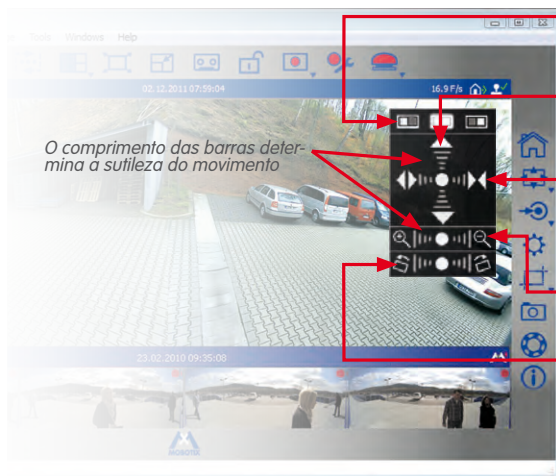 Windows Help
02.12.2011 07:59:04
16.9 F/s
O comprimento das barras deter-
mina a sutileza do movimento
23.02.2010 09:35:08
MOBOTIX